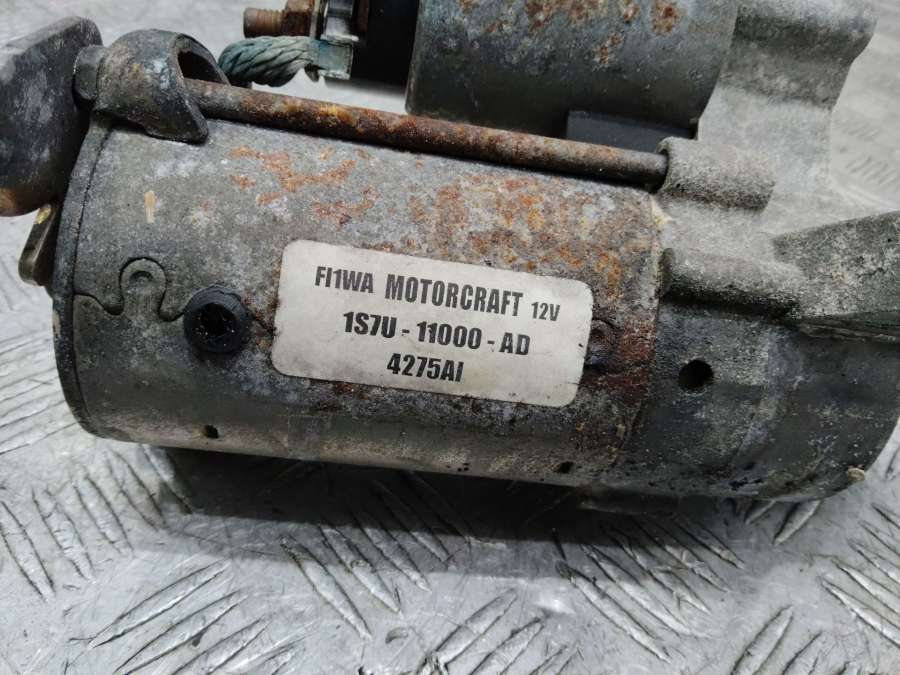 FI1WA MOTORCRAFT 12V
1S7U - 11000 - AD
4275AI